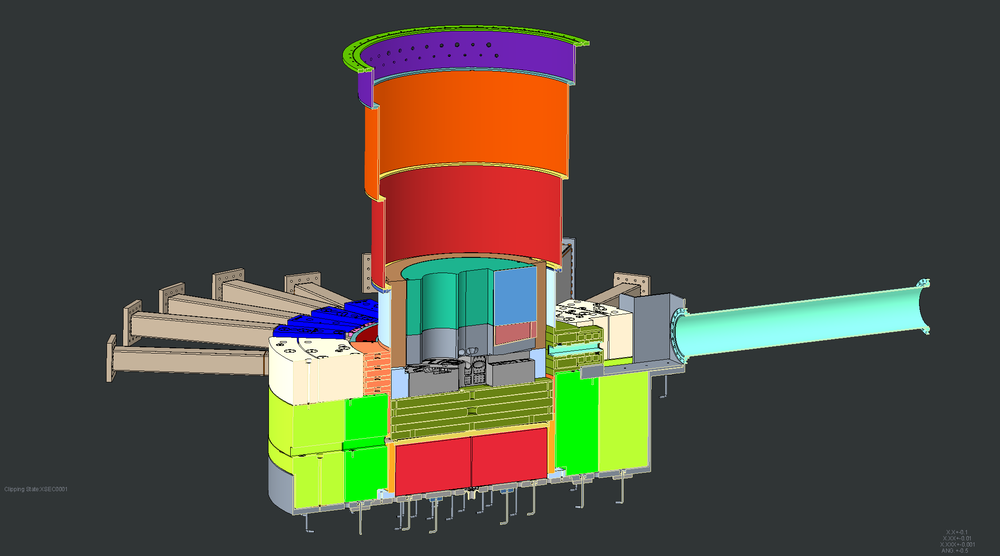 Clipping State:XSEC0001
X.X+-0.1
X.XX+-0.01
X.XXX+-0.001
ANG.+-0.5